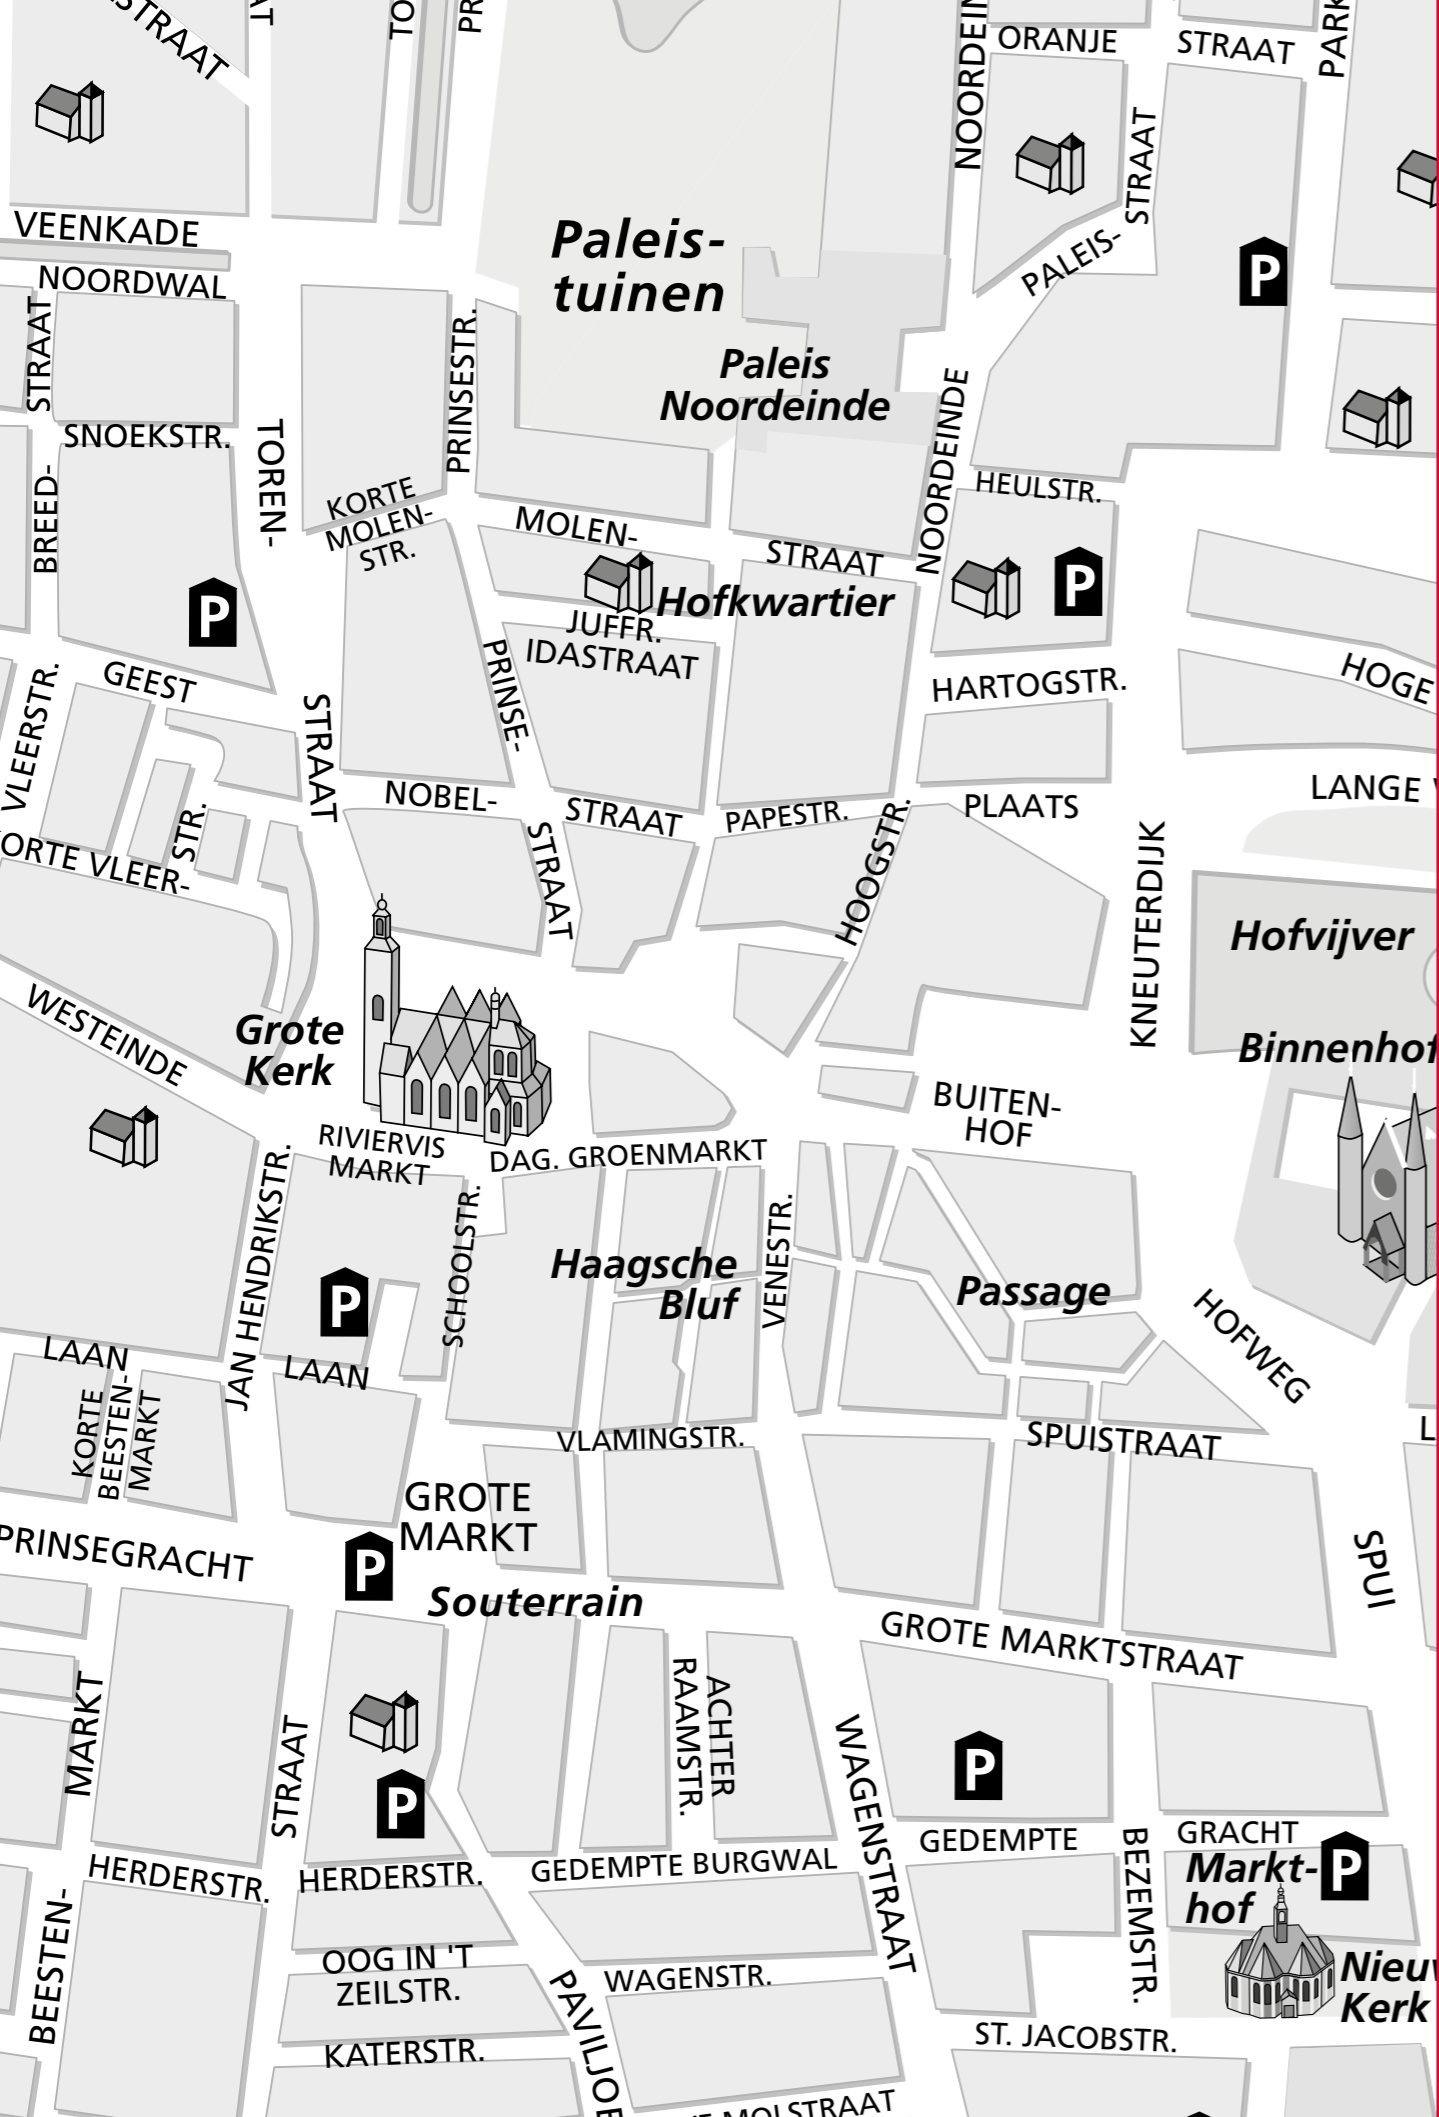 STRAAT
ORANJE
STRAAT
NOORDEIN
STRAAT
PALEIS-
P
VEENKADE
NOORDWAL
Paleis-
tuinen
STRAAT
PRINSESTR.
Paleis
Noordeinde
NOORDEINDE
SNOEKSTR.
TOREN-
BREED-
KORTE
MOLEN-
STR.
MOLEN-
STRAAT
HEULSTR.
P
P
Hofkwartier
JUFFR.
IDASTRAAT
GEEST
VLEERSTR.
STRAAT
PRINSE-
HARTOGSTR.
HOGE
NOBEL-
STRAAT
PAPESTR.
PLAATS
LANGE
STR.
ORTE VLEER-
STRAAT
HOOGSTR.
KNEUTERDIJK
Hofvijver
WESTEINDE
Grote
Kerk
Binnenhof
BUITEN-
HOF
RIVIERVIS
MARKT
DAG. GROENMARKT
JAN HENDRIKSTR.
SCHOOLSTR.
VENESTR.
Haagsche
Bluf
Passage
P
HOFWEG
LAAN
LAAN
KORTE
BEESTEN-
MARKT
VLAMINGSTR.
SPUISTRAAT
GROTE
MARKT
PRINSEGRACHT
P
Souterrain
SPUI
GROTE MARKTSTRAAT
MARKT
STRAAT
ACHTER
RAAMSTR.
WAGENSTRAAT
P
P
GEDEMPTE
GRACHT
HERDERSTR.
HERDERSTR.
GEDEMPTE BURGWAL
BEZEMSTR.
Markt-
hof
P
BEESTEN-
OOG IN 'T
ZEILSTR.
WAGENSTR.
Kerk
KATERSTR.
ST. JACOBSTR.
MOLSTRAAT